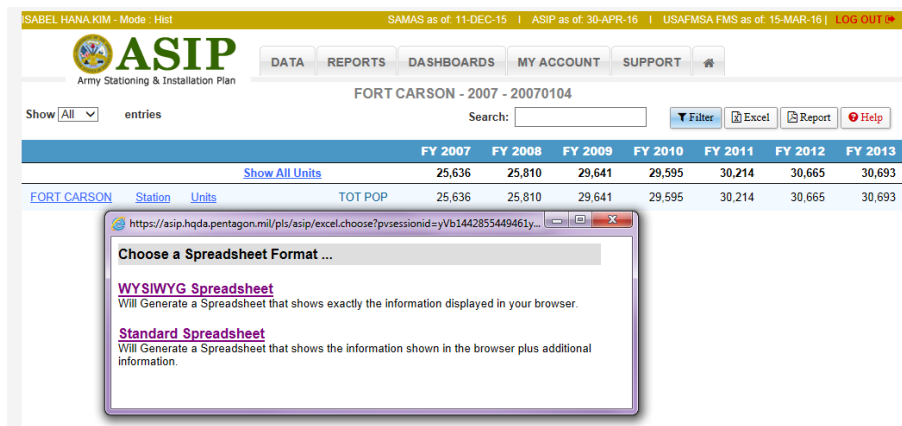 ISABEL HANA.KIM - Mode : Hist SAMAS as of: 11-DEC-15 | ASIP as of: 30-APR-16 | USAFMSA FMS as of: 15-MAR-16 | LOG OUT
ASIP
Army Stationing & Installation Plan
DATA REPORTS DASHBOARDS MY ACCOUNT SUPPORT
FORT CARSON - 2007 - 20070104
Show All entries Search: Filter Excel Report Help
FY 2007 FY 2008 FY 2009 FY 2010 FY 2011 FY 2012 FY 2013
Show All Units 25,636 25,810 29,641 29,595 30,214 30,665 30,693
FORT CARSON Station Units TOT POP 25,636 25,810 29,641 29,595 30,214 30,665 30,693
https://asip.hqda.pentagon.mil/pls/asip/excel.choose?pvsessionid=yVb1442855449461y...
Choose a Spreadsheet Format ...
WYSIWYG Spreadsheet
Will Generate a Spreadsheet that shows exactly the information displayed in your browser.
Standard Spreadsheet
Will Generate a Spreadsheet that shows the information shown in the browser plus additional
information.